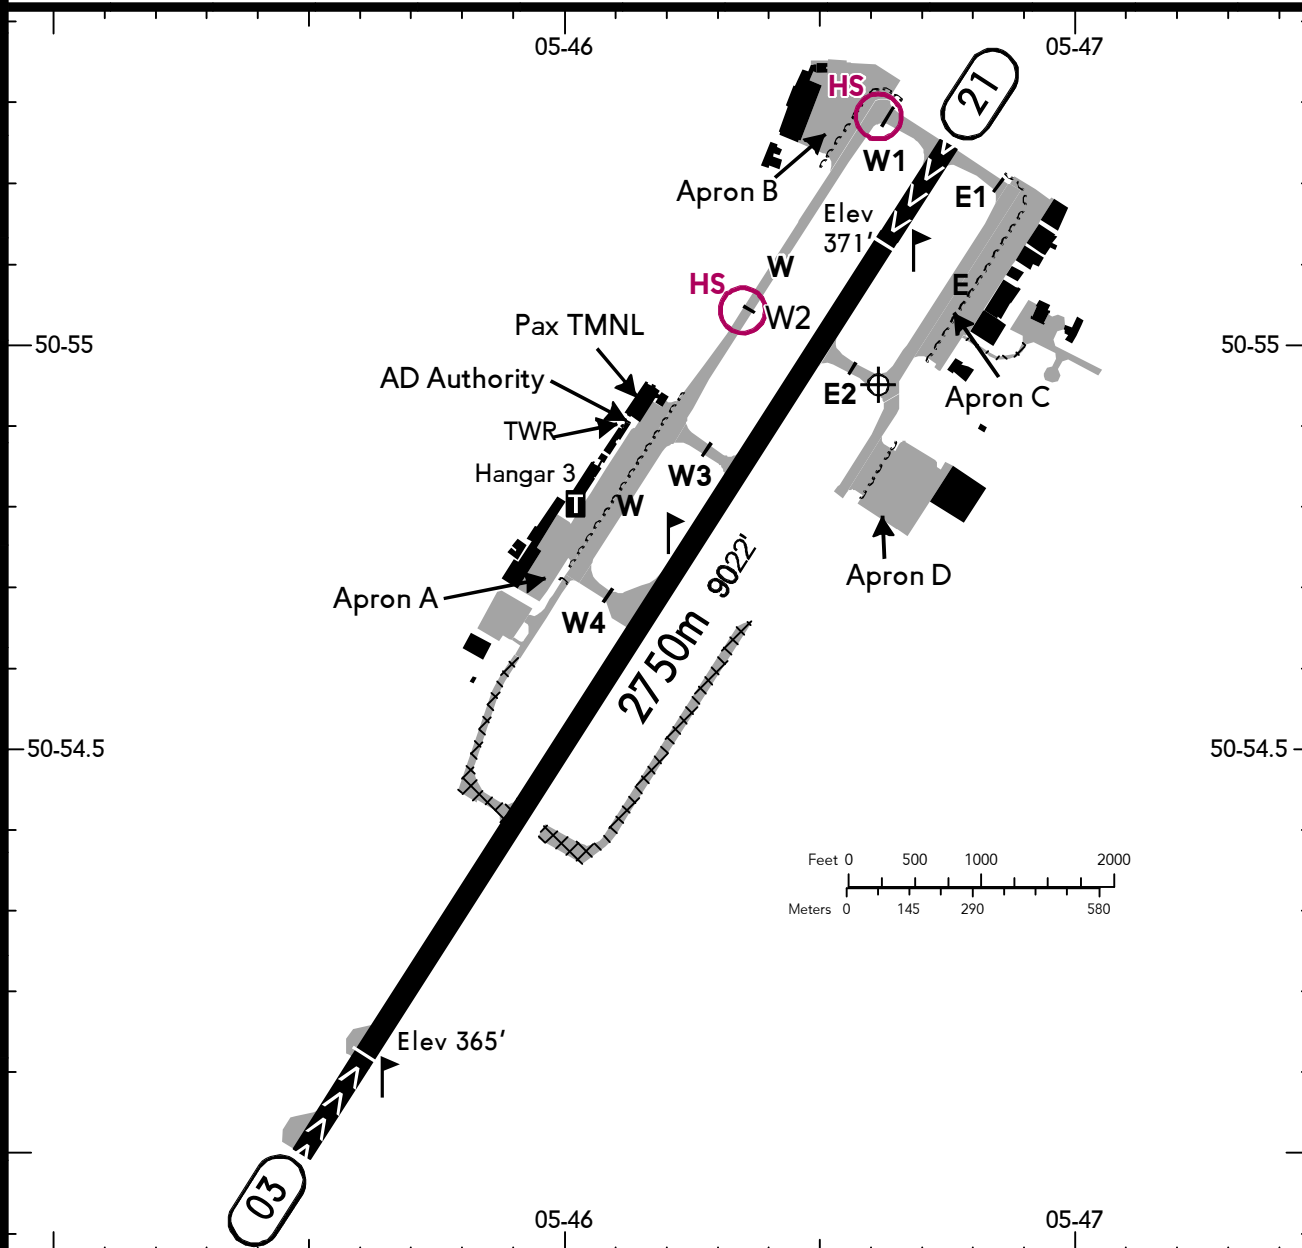 05-46
05-47
21
HS
W1
Apron B
E1
Elev
371'
W
HS
W2
E
Pax TMNL
50-55
50-55
AD Authority
E2
Apron C
TWR
Hangar 3
W3
T
W
Apron D
Apron A
W4
2750m 9022'
50-54.5
50-54.5
Feet 0 500 1000 2000
Meters 0 145 290 580
Elev 365'
03
05-46
05-47